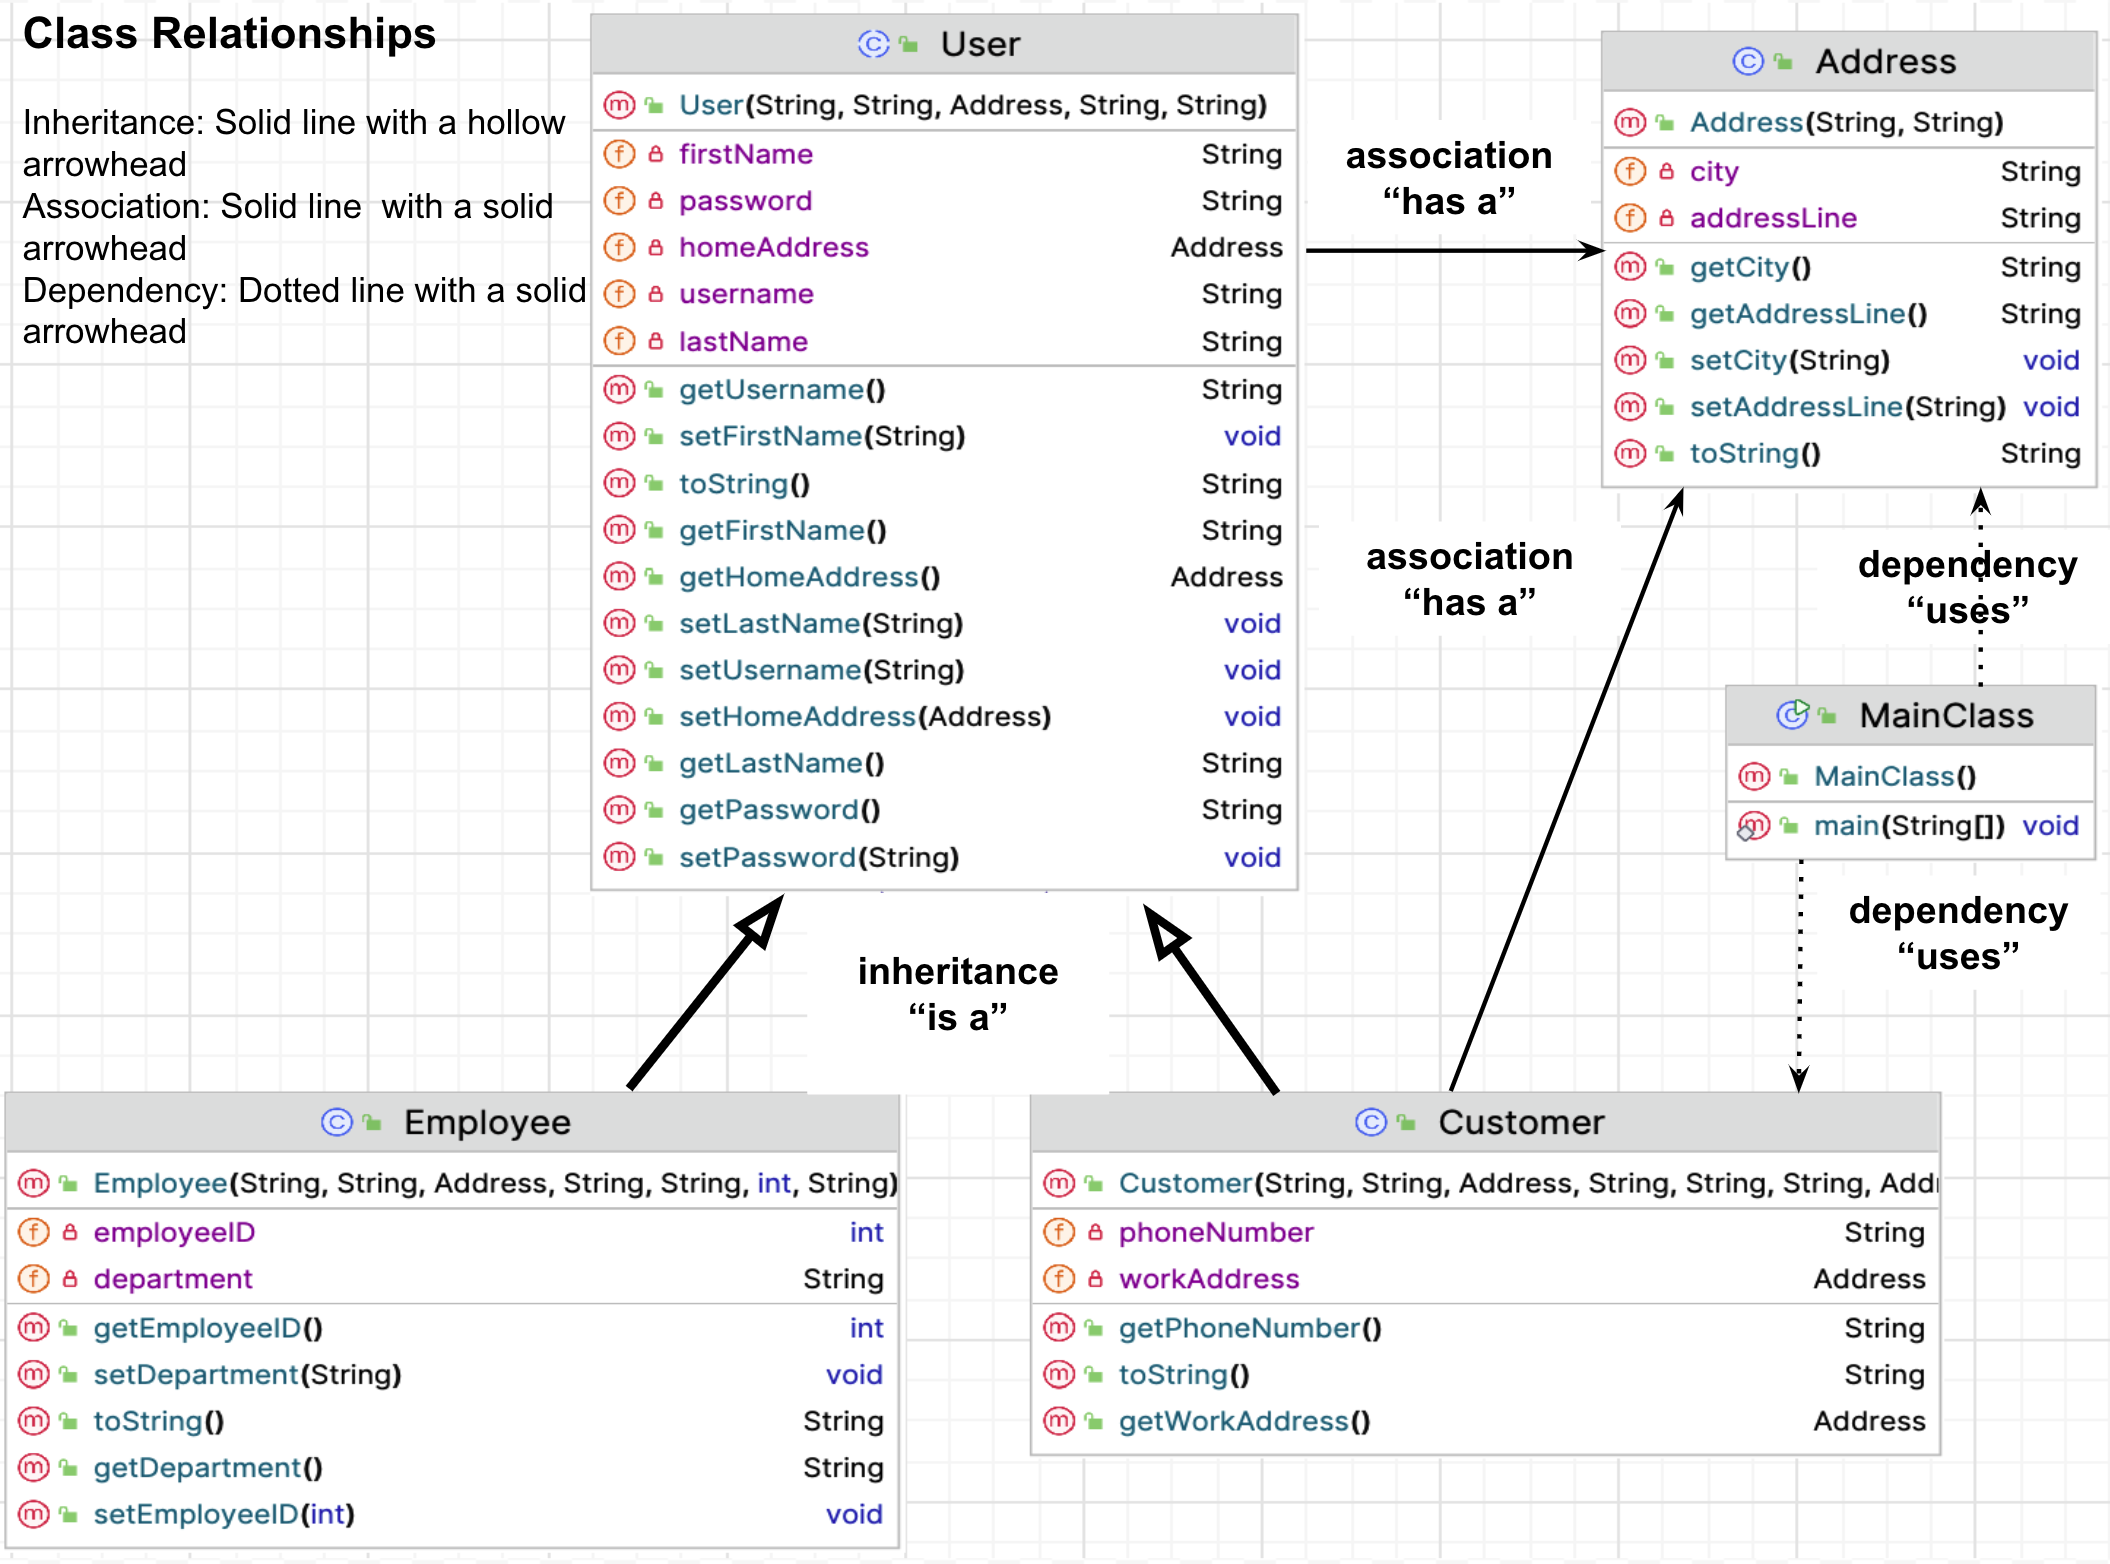 Class Relationships
Inheritance: Solid line with a hollow
arrowhead
Association: Solid line with a solid
arrowhead
Dependency: Dotted line with a solid
arrowhead
C User
m User(String, String, Address, String, String)
f firstName String
f password String
f homeAddress Address
f username String
f lastName String
m getUsername() String
m setFirstName(String) void
m toString() String
m getFirstName() String
m getHomeAddress() Address
m setLastName(String) void
m setUsername(String) void
m setHomeAddress(Address) void
m getLastName() String
m getPassword() String
m setPassword(String) void
association
“has a”
C Address
m Address(String, String)
f city String
f addressLine String
m getCity() String
m getAddressLine() String
m setCity(String) void
m setAddressLine(String) void
m toString() String
association
“has a”
dependency
“uses”
C MainClass
m MainClass()
m main(String[]) void
dependency
“uses”
inheritance
“is a”
C Employee
m Employee(String, String, Address, String, String, int, String)
f employeeID int
f department String
m getEmployeeID() int
m setDepartment(String) void
m toString() String
m getDepartment() String
m setEmployeeID(int) void
C Customer
m Customer(String, String, Address, String, String, String, Add
f phoneNumber String
f workAddress Address
m getPhoneNumber() String
m toString() String
m getWorkAddress() Address